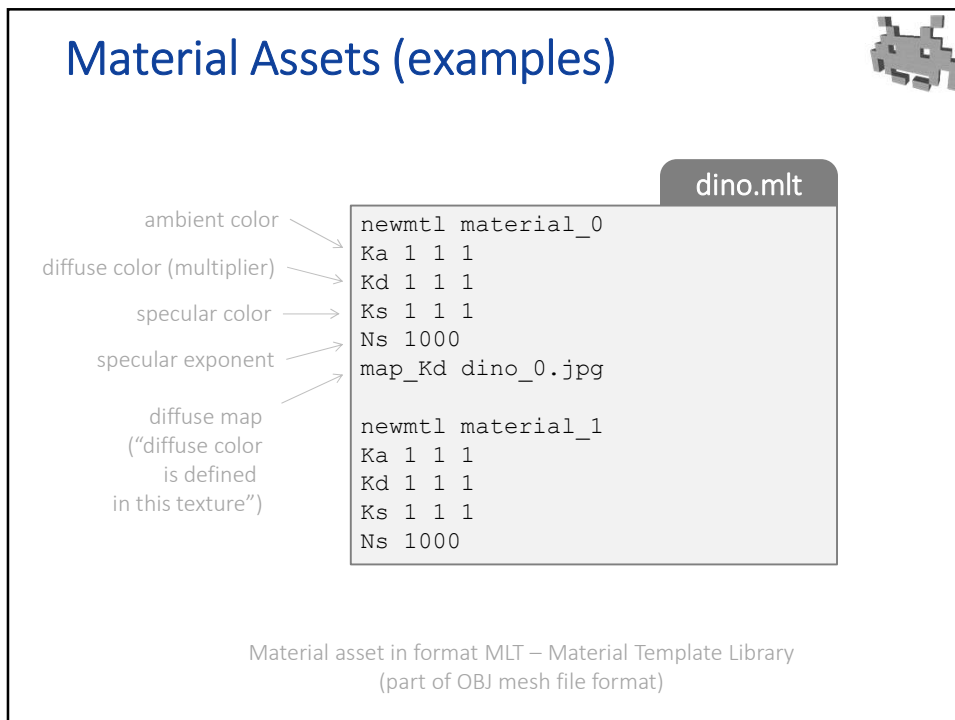 Material Assets (examples)
dino.mlt
ambient color
diffuse color (multiplier)
specular color
specular exponent
diffuse map
(“diffuse color
is defined
in this texture”)
newmtl material_0
Ka 1 1 1
Kd 1 1 1
Ks 1 1 1
Ns 1000
map_Kd dino_0.jpg
newmtl material_1
Ka 1 1 1
Kd 1 1 1
Ks 1 1 1
Ns 1000
Material asset in format MLT – Material Template Library
(part of OBJ mesh file format)